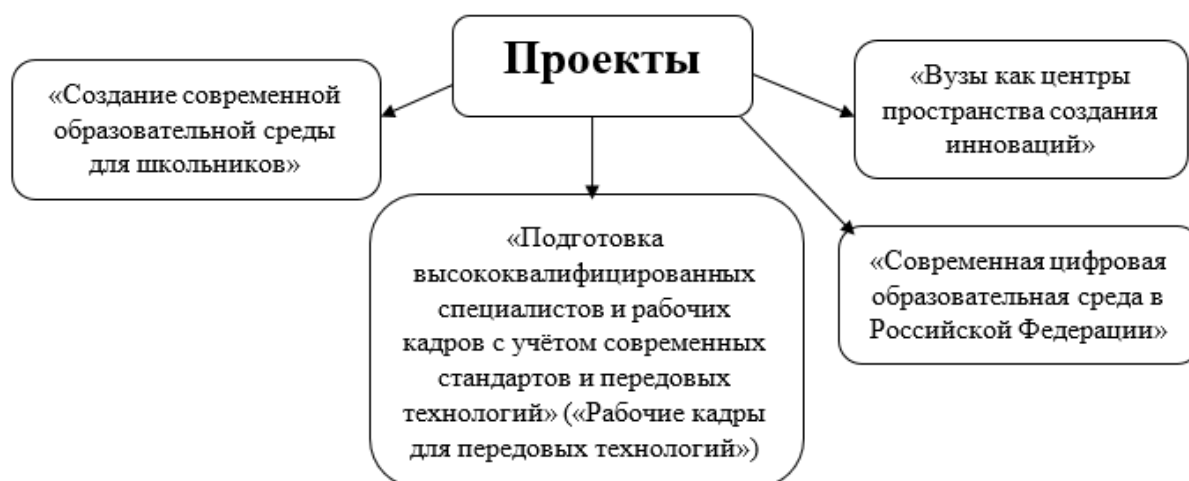 Проекты
«Создание современной
образовательной среды
для школьников»
«Вузы как центры
пространства создания
инноваций»
«Подготовка
высококвалифицированных
специалистов и рабочих
кадров с учётом современных
стандартов и передовых
технологий» («Рабочие кадры
для передовых технологий»)
«Современная цифровая
образовательная среда в
Российской Федерации»